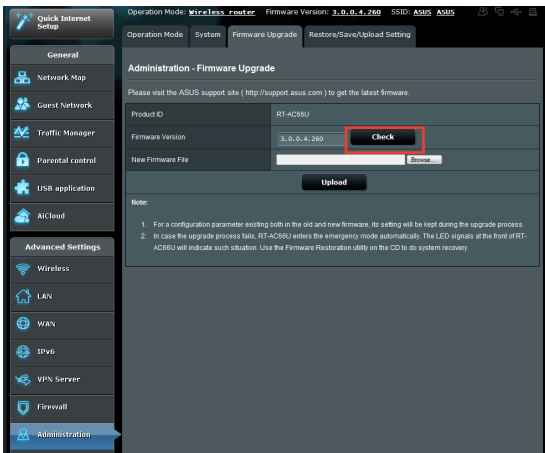 Quick Internet
Setup
Operation Mode: Wireless router Firmware Version: 3.0.0.4.260 SSID: ASUS ASUS
Operation Mode System Firmware Upgrade Restore/Save/Upload Setting
General
Network Map
Guest Network
Traffic Manager
Parental control
USB application
AiCloud
Advanced Settings
Wireless
LAN
WAN
IPv6
VPN Server
Firewall
Administration
Administration - Firmware Upgrade
Please visit the ASUS support site ( http://support.asus.com ) to get the latest firmware.
Product ID RT-AC66U
Firmware Version 3.0.0.4.260 Check
New Firmware File Browse...
Upload
Note:
1. For a configuration parameter existing both in the old and new firmware, its setting will be kept during the upgrade process.
2. In case the upgrade process fails, RT-AC66U enters the emergency mode automatically. The LED signals at the front of RT-
AC66U will indicate such situation. Use the Firmware Restoration utility on the CD to do system recovery.